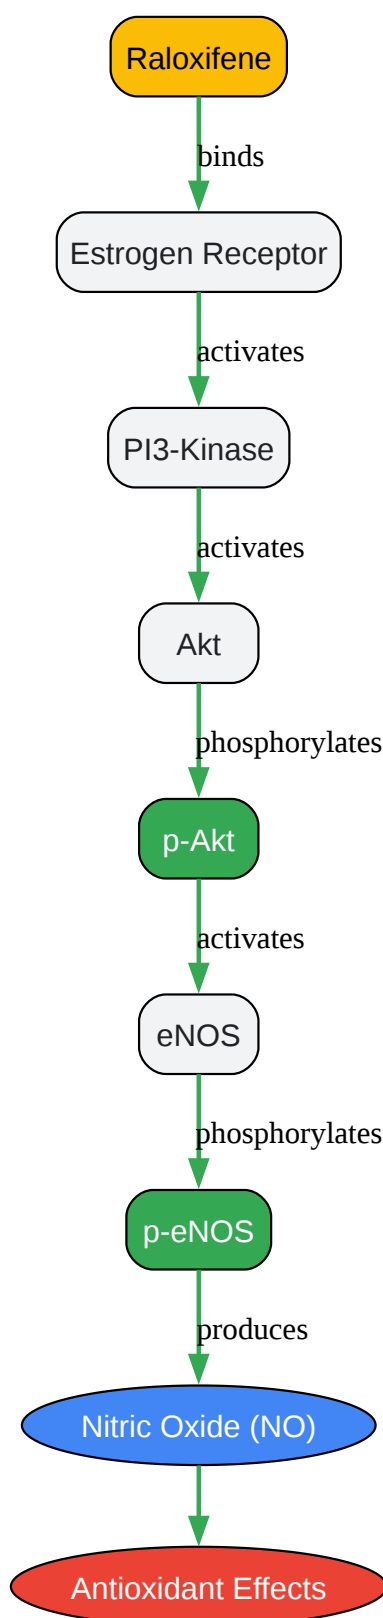 Raloxifene
binds
Estrogen Receptor
activates
PI3-Kinase
activates
Akt
phosphorylates
p-Akt
activates
eNOS
phosphorylates
p-eNOS
produces
Nitric Oxide (NO)
Antioxidant Effects